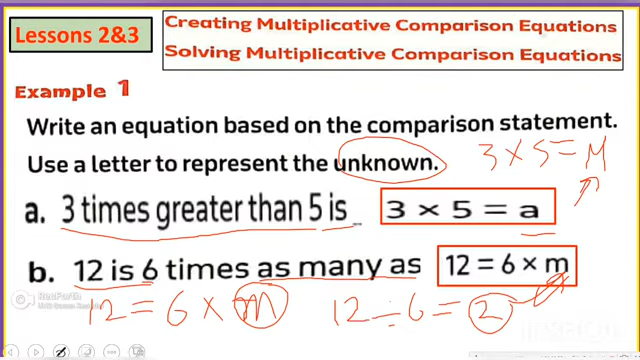 Lessons 2&3
Creating Multiplicative Comparison Equations
Solving Multiplicative Comparison Equations
Example 1
Write an equation based on the comparison statement.
Use a letter to represent the unknown.
3 × 5 = M
a. 3 times greater than 5 is 3 × 5 = a
b. 12 is 6 times as many as 12 = 6 × m
12 = 6 × m 12 ÷ 6 = 2